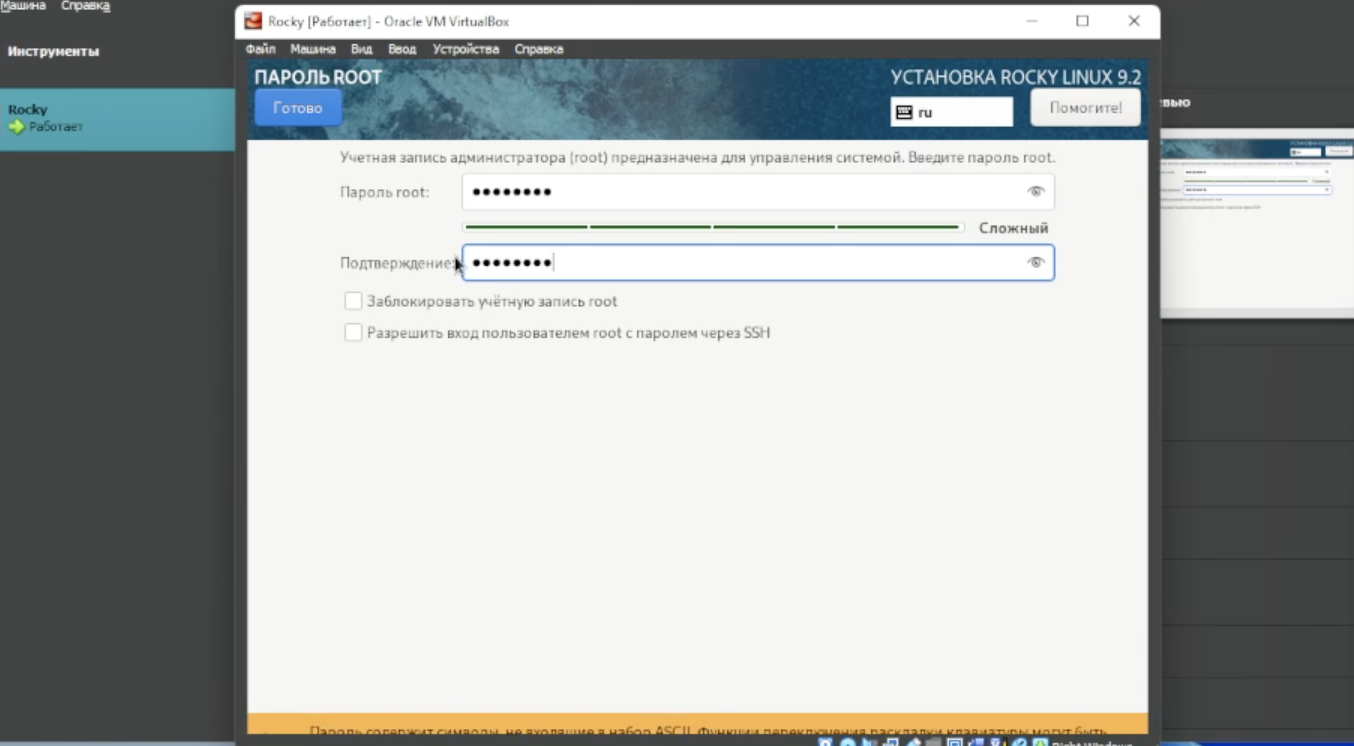 Машина Справка
Инструменты
Rocky
Работает
Rocky [Работает] - Oracle VM VirtualBox
Файл Машина Вид Ввод Устройства Справка
ПАРОЛЬ ROOT
УСТАНОВКА ROCKY LINUX 9.2
Готово
ru
Помогите!
Учетная запись администратора (root) предназначена для управления системой. Введите пароль root.
Пароль root: ●●●●●●●●
Сложный
Подтверждение: ●●●●●●●●
Заблокировать учётную запись root
Разрешить вход пользователем root с паролем через SSH
Пароль содержит символы, не входящие в набор ASCII. Функции переключения раскладки клавиатуры могут быть
Right Windows